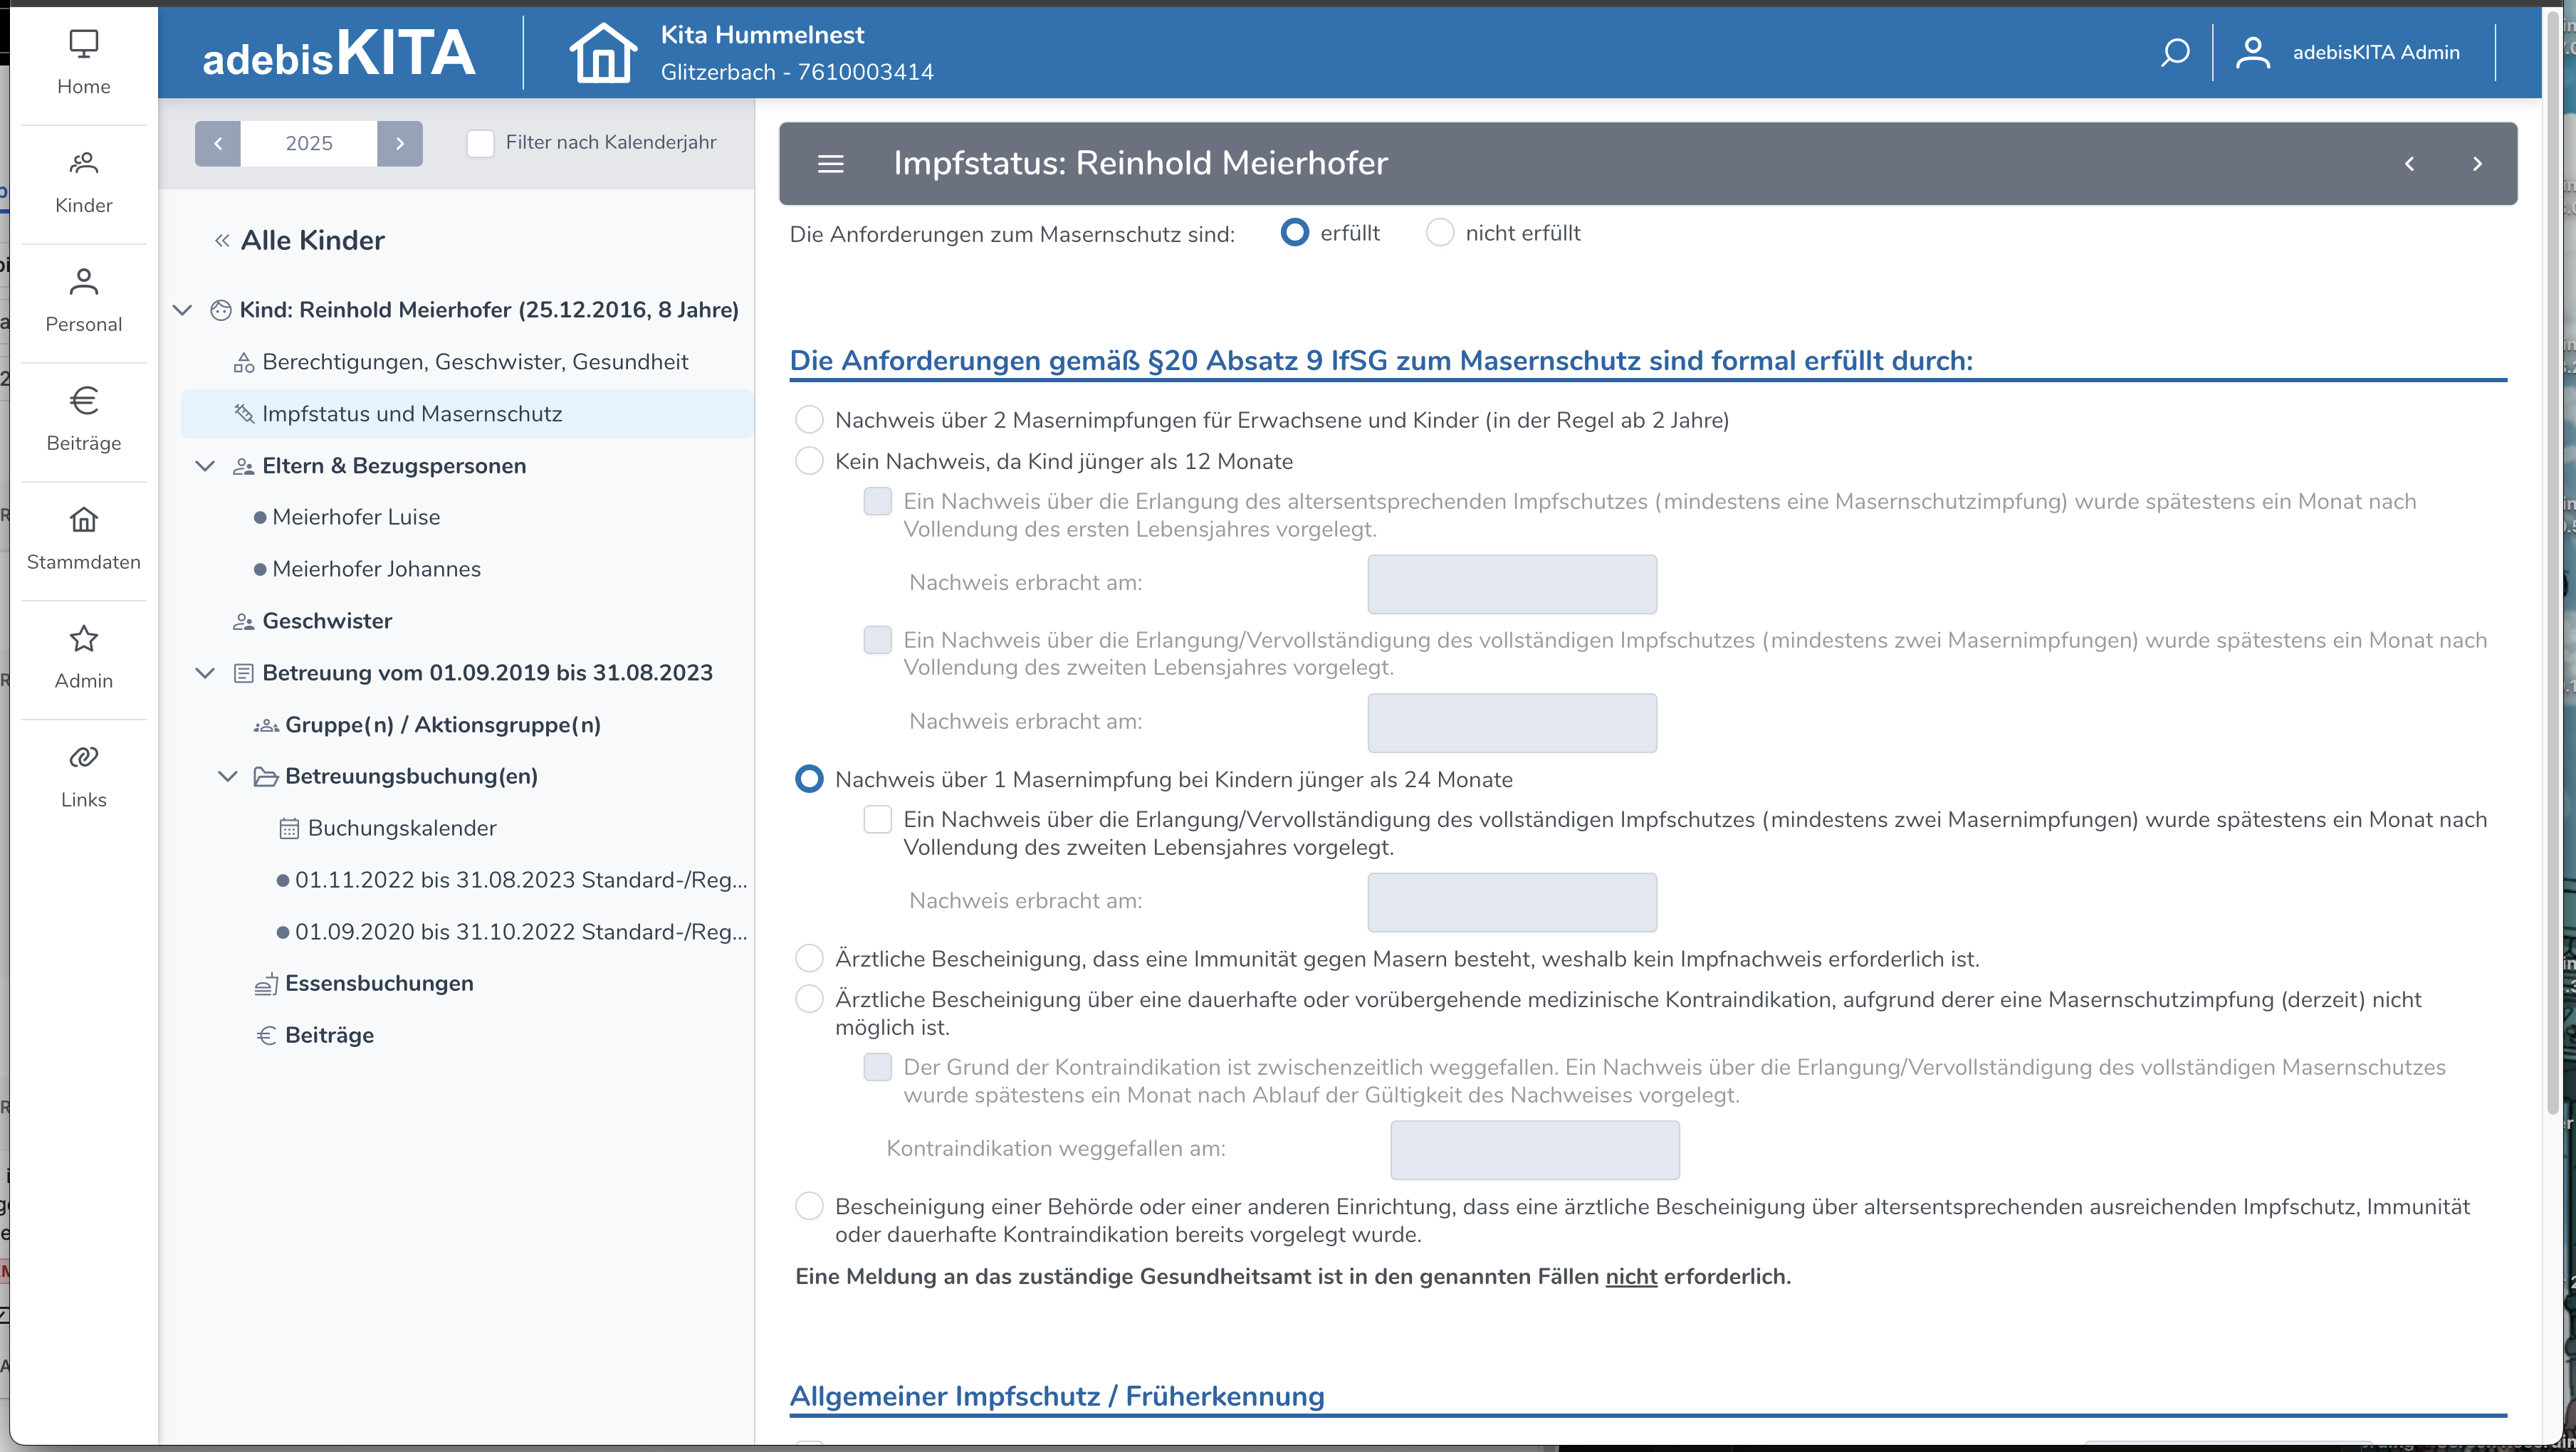 Home
Kinder
Personal
Beiträge
Stammdaten
Admin
Links
adebisKITA
Kita Hummelnest
Glitzerbach - 7610003414
adebisKITA Admin
2025
Filter nach Kalenderjahr
Alle Kinder
Kind: Reinhold Meierhofer (25.12.2016, 8 Jahre)
Berechtigungen, Geschwister, Gesundheit
Impfstatus und Masernschutz
Eltern & Bezugspersonen
Meierhofer Luise
Meierhofer Johannes
Geschwister
Betreuung vom 01.09.2019 bis 31.08.2023
Gruppe(n) / Aktionsgruppe(n)
Betreuungsbuchung(en)
Buchungskalender
01.11.2022 bis 31.08.2023 Standard-/Reg...
01.09.2020 bis 31.10.2022 Standard-/Reg...
Essensbuchungen
Beiträge
Impfstatus: Reinhold Meierhofer
Die Anforderungen zum Masernschutz sind: erfüllt nicht erfüllt
Die Anforderungen gemäß §20 Absatz 9 IfSG zum Masernschutz sind formal erfüllt durch:
Nachweis über 2 Masernimpfungen für Erwachsene und Kinder (in der Regel ab 2 Jahre)
Kein Nachweis, da Kind jünger als 12 Monate
Ein Nachweis über die Erlangung des altersentsprechenden Impfschutzes (mindestens eine Masernschutzimpfung) wurde spätestens ein Monat nach
Vollendung des ersten Lebensjahres vorgelegt.
Nachweis erbracht am:
Ein Nachweis über die Erlangung/Vervollständigung des vollständigen Impfschutzes (mindestens zwei Masernimpfungen) wurde spätestens ein Monat nach
Vollendung des zweiten Lebensjahres vorgelegt.
Nachweis erbracht am:
Nachweis über 1 Masernimpfung bei Kindern jünger als 24 Monate
Ein Nachweis über die Erlangung/Vervollständigung des vollständigen Impfschutzes (mindestens zwei Masernimpfungen) wurde spätestens ein Monat nach
Vollendung des zweiten Lebensjahres vorgelegt.
Nachweis erbracht am:
Ärztliche Bescheinigung, dass eine Immunität gegen Masern besteht, weshalb kein Impfnachweis erforderlich ist.
Ärztliche Bescheinigung über eine dauerhafte oder vorübergehende medizinische Kontraindikation, aufgrund derer eine Masernschutzimpfung (derzeit) nicht
möglich ist.
Der Grund der Kontraindikation ist zwischenzeitlich weggefallen. Ein Nachweis über die Erlangung/Vervollständigung des vollständigen Masernschutzes
wurde spätestens ein Monat nach Ablauf der Gültigkeit des Nachweises vorgelegt.
Kontraindikation weggefallen am:
Bescheinigung einer Behörde oder einer anderen Einrichtung, dass eine ärztliche Bescheinigung über altersentsprechenden ausreichenden Impfschutz, Immunität
oder dauerhafte Kontraindikation bereits vorgelegt wurde.
Eine Meldung an das zuständige Gesundheitsamt ist in den genannten Fällen nicht erforderlich.
Allgemeiner Impfschutz / Früherkennung